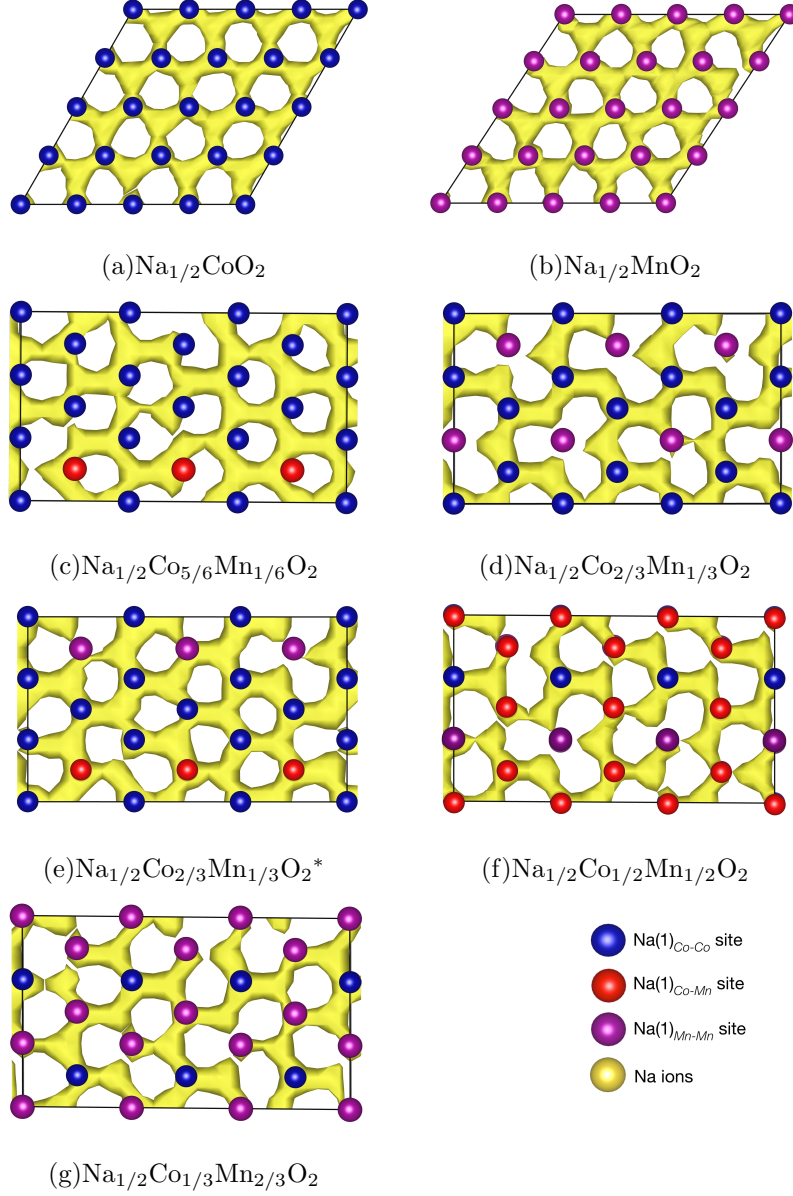 (a)Na1/2CoO2
(b)Na1/2MnO2
(c)Na1/2Co5/6Mn1/6O2
(d)Na1/2Co2/3Mn1/3O2
(e)Na1/2Co2/3Mn1/3O2*
(f)Na1/2Co1/2Mn1/2O2
Na(1)Co-Co site
Na(1)Co-Mn site
Na(1)Mn-Mn site
Na ions
(g)Na1/2Co1/3Mn2/3O2